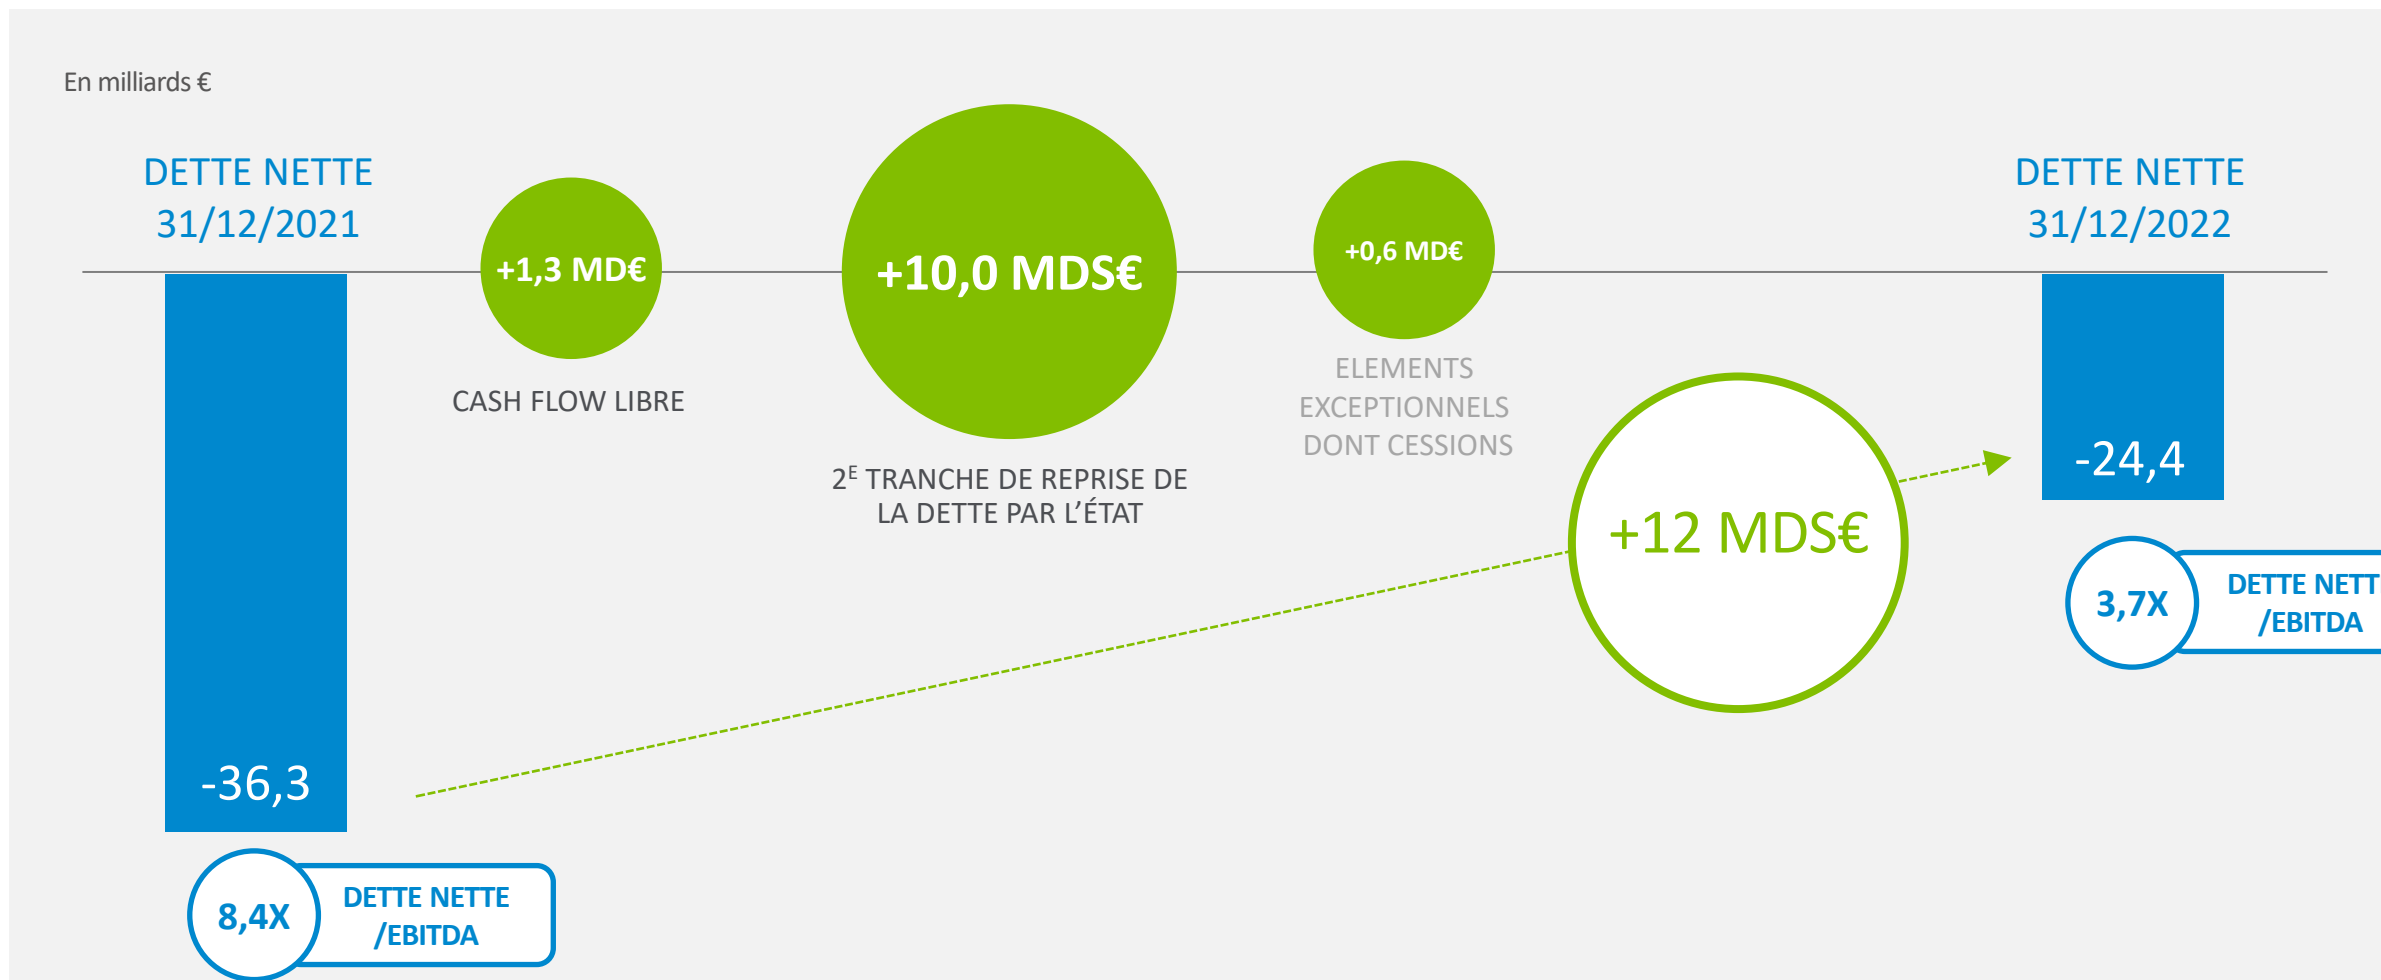 En milliards €
DETTE NETTE
31/12/2021
+1,3 MD€
CASH FLOW LIBRE
+10,0 MDS€
2E TRANCHE DE REPRISE DE
LA DETTE PAR L’ÉTAT
+0,6 MD€
ELEMENTS
EXCEPTIONNELS
DONT CESSIONS
DETTE NETTE
31/12/2022
-24,4
+12 MDS€
3,7X
DETTE NETT
/EBITDA
-36,3
8,4X
DETTE NETTE
/EBITDA